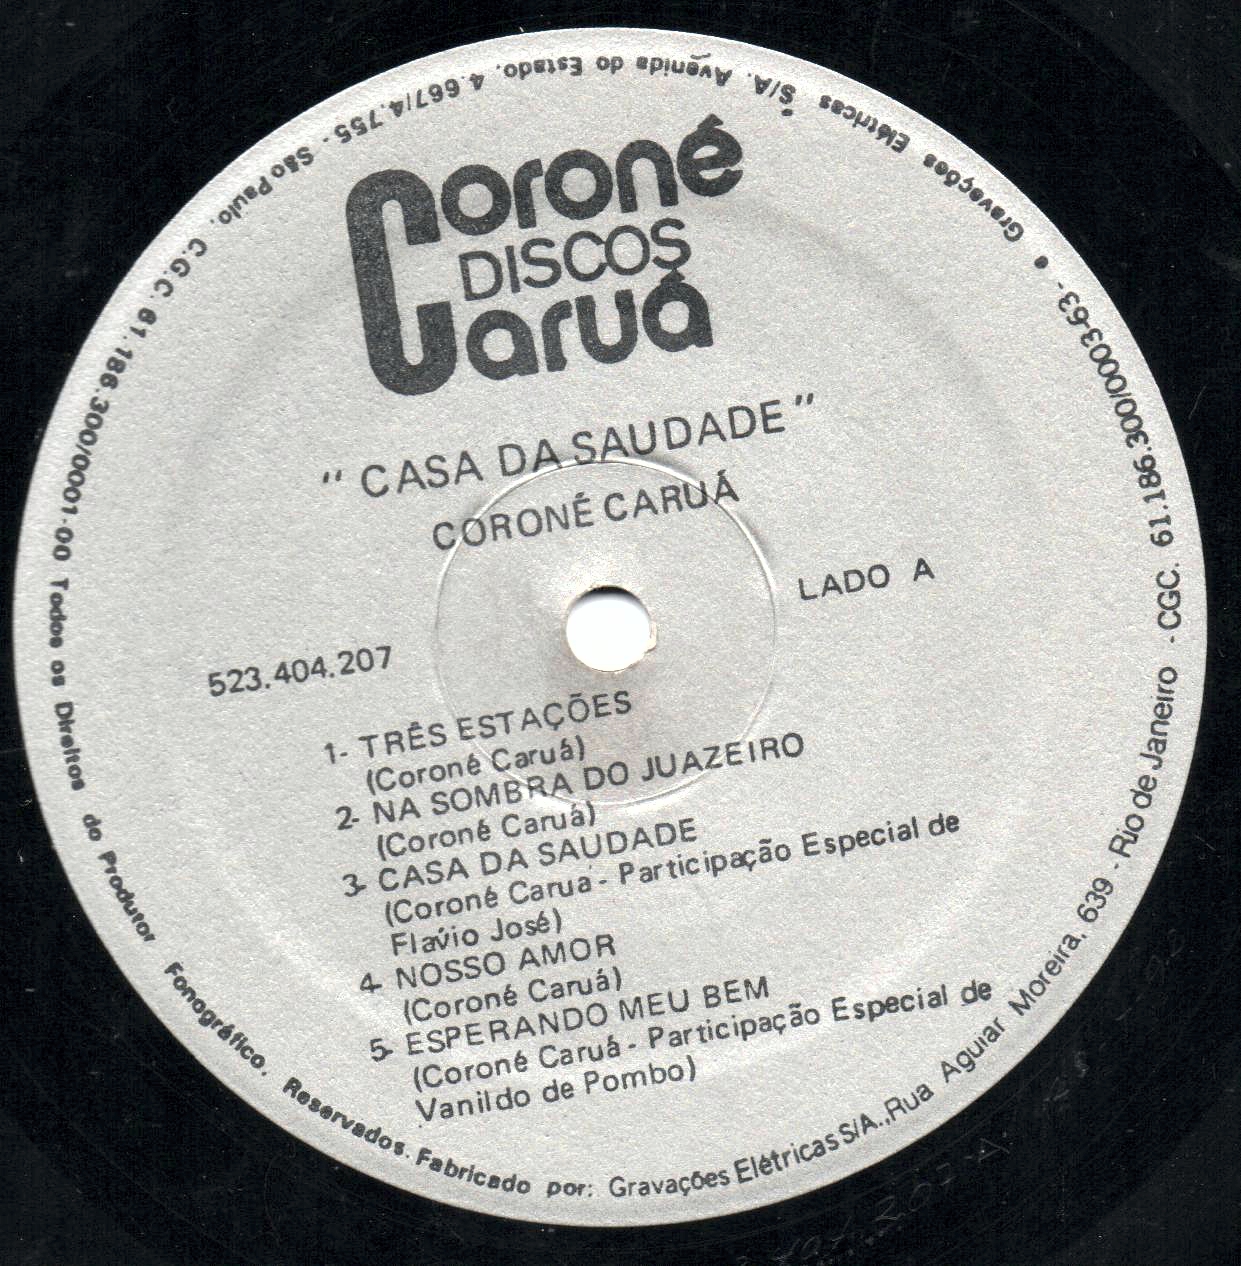 Coroné
DISCOS
Caruá
" CASA DA SAUDADE "
CORONÉ CARUÁ
LADO A
523.404.207
1- TRÊS ESTAÇÕES
(Coroné Caruá)
2- NA SOMBRA DO JUAZEIRO
(Coroné Caruá)
3- CASA DA SAUDADE
(Coroné Carua - Participação Especial de
Flavio José)
4- NOSSO AMOR
(Coroné Caruá)
5- ESPERANDO MEU BEM
(Coroné Caruá - Participação Especial de
Vanildo de Pombo)
• Gravações Elétricas S/A. Avenida do Estado, 4.667/4.755 - São Paulo. C.G.C. 61.186.300/0001-00 Todos os Direitos do Produtor Fonográfico. Reservados. Fabricado por: Gravações Elétricas S/A.,Rua Aguiar Moreira, 639 - Rio de Janeiro - CGC. 61.186.300/0003-63 -